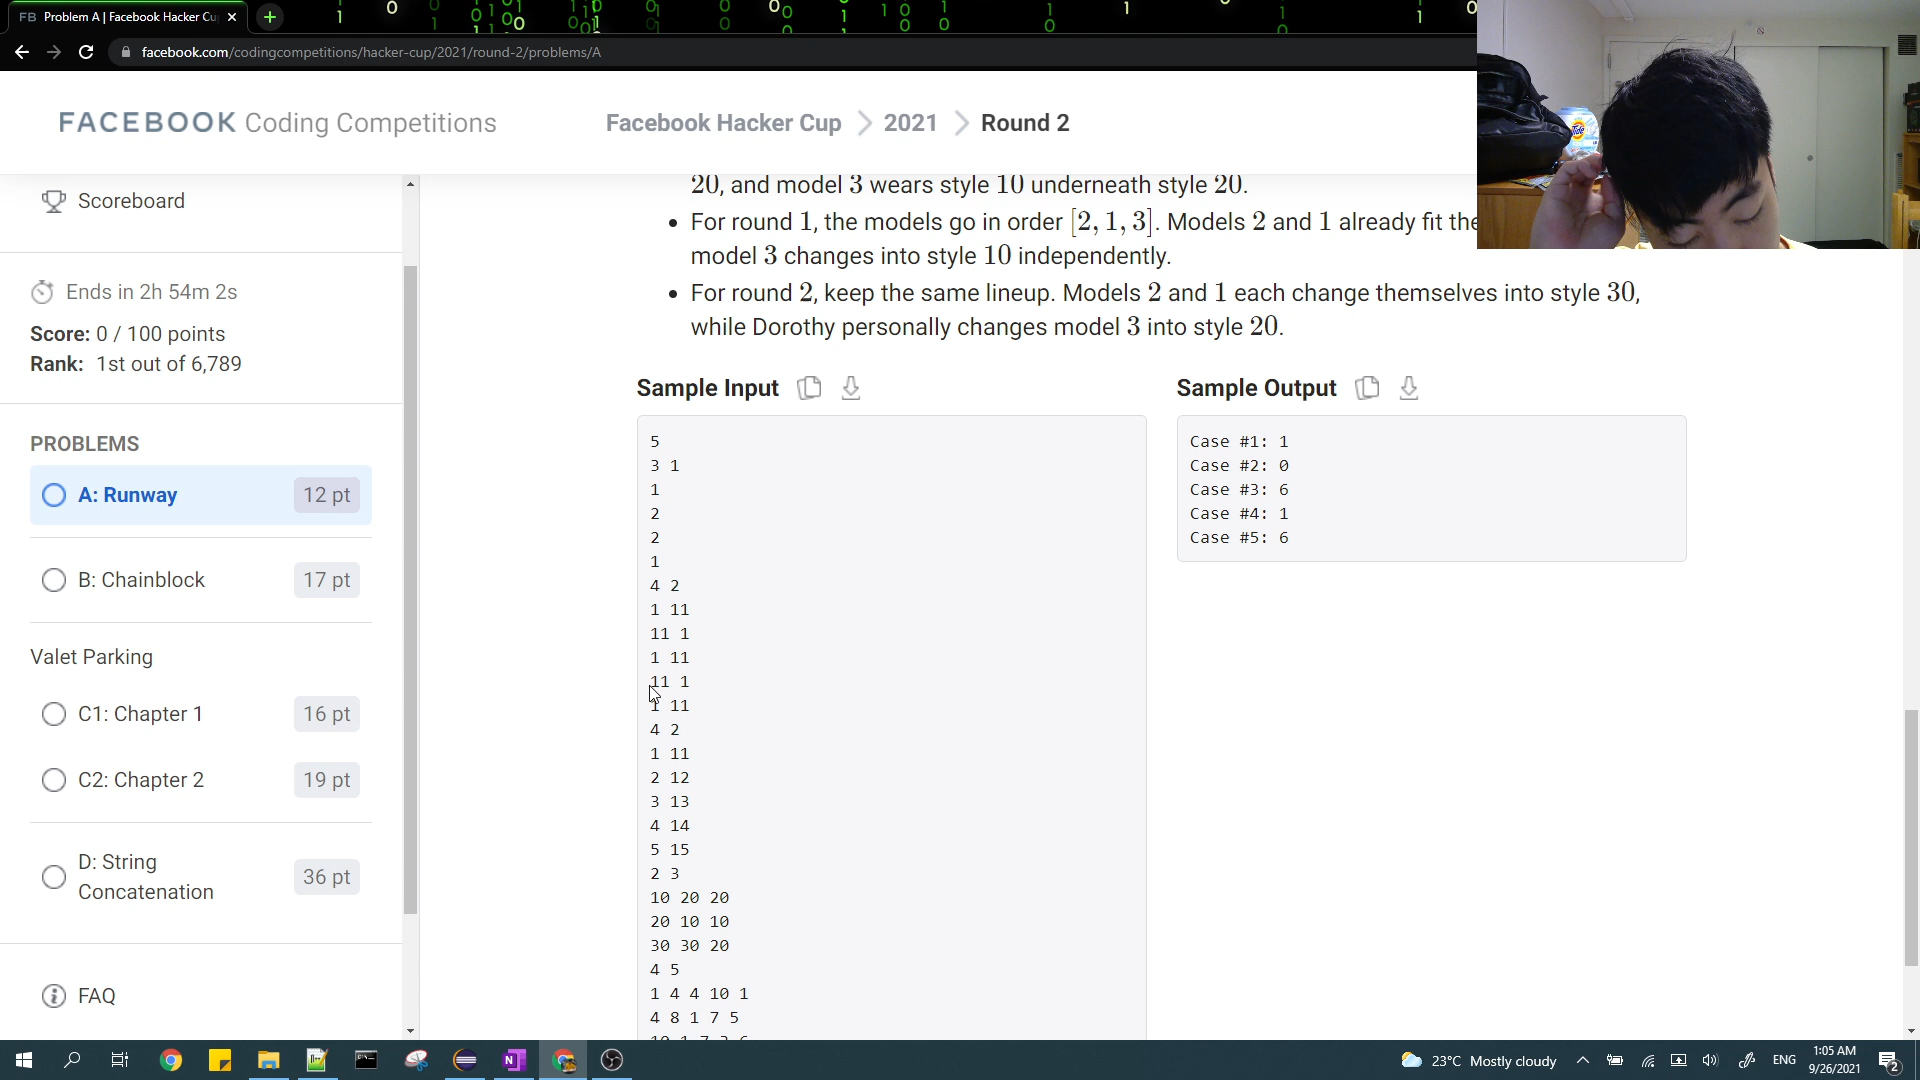 Problem A | Facebook Hacker Cu
facebook.com/codingcompetitions/hacker-cup/2021/round-2/problems/A
FACEBOOK Coding Competitions
Facebook Hacker Cup
2021
Round 2
Scoreboard
Ends in 2h 54m 2s
Score: 0 / 100 points
Rank: 1st out of 6,789
PROBLEMS
A: Runway 12 pt
B: Chainblock 17 pt
Valet Parking
C1: Chapter 1 16 pt
C2: Chapter 2 19 pt
D: String
Concatenation
36 pt
FAQ
20, and model 3 wears style 10 underneath style 20.
• For round 1, the models go in order [2, 1, 3]. Models 2 and 1 already fit the
model 3 changes into style 10 independently.
• For round 2, keep the same lineup. Models 2 and 1 each change themselves into style 30,
while Dorothy personally changes model 3 into style 20.
Sample Input
5
3 1
1
2
2
1
4 2
1 11
11 1
1 11
11 1
1 11
4 2
1 11
2 12
3 13
4 14
5 15
2 3
10 20 20
20 10 10
30 30 20
4 5
1 4 4 10 1
4 8 1 7 5
Sample Output
Case #1: 1
Case #2: 0
Case #3: 6
Case #4: 1
Case #5: 6
Tide
23°C Mostly cloudy
ENG
1:05 AM
9/26/2021
2